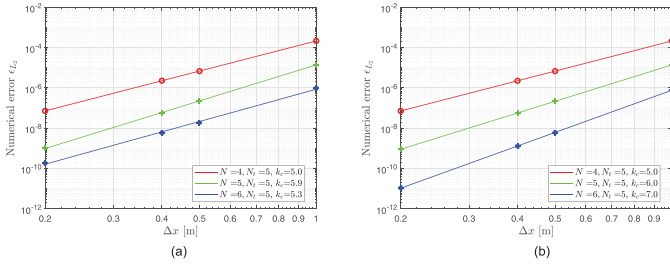 10^-2
10^-4
10^-6
10^-8
10^-10
10^-12
Numerical error ϵ_{L_2}
N =4, N_t =5, k_c=5.0
N =5, N_t =5, k_c=5.9
N =6, N_t =5, k_c=5.3
0.2 0.3 0.4 0.5 0.6 0.7 0.8 0.9 1
Δx [m]
(a)
10^-2
10^-4
10^-6
10^-8
10^-10
10^-12
Numerical error ϵ_{L_2}
N =4, N_t =5, k_c=5.0
N =5, N_t =5, k_c=6.0
N =6, N_t =5, k_c=7.0
0.2 0.3 0.4 0.5 0.6 0.7 0.8 0.9
Δx [m]
(b)